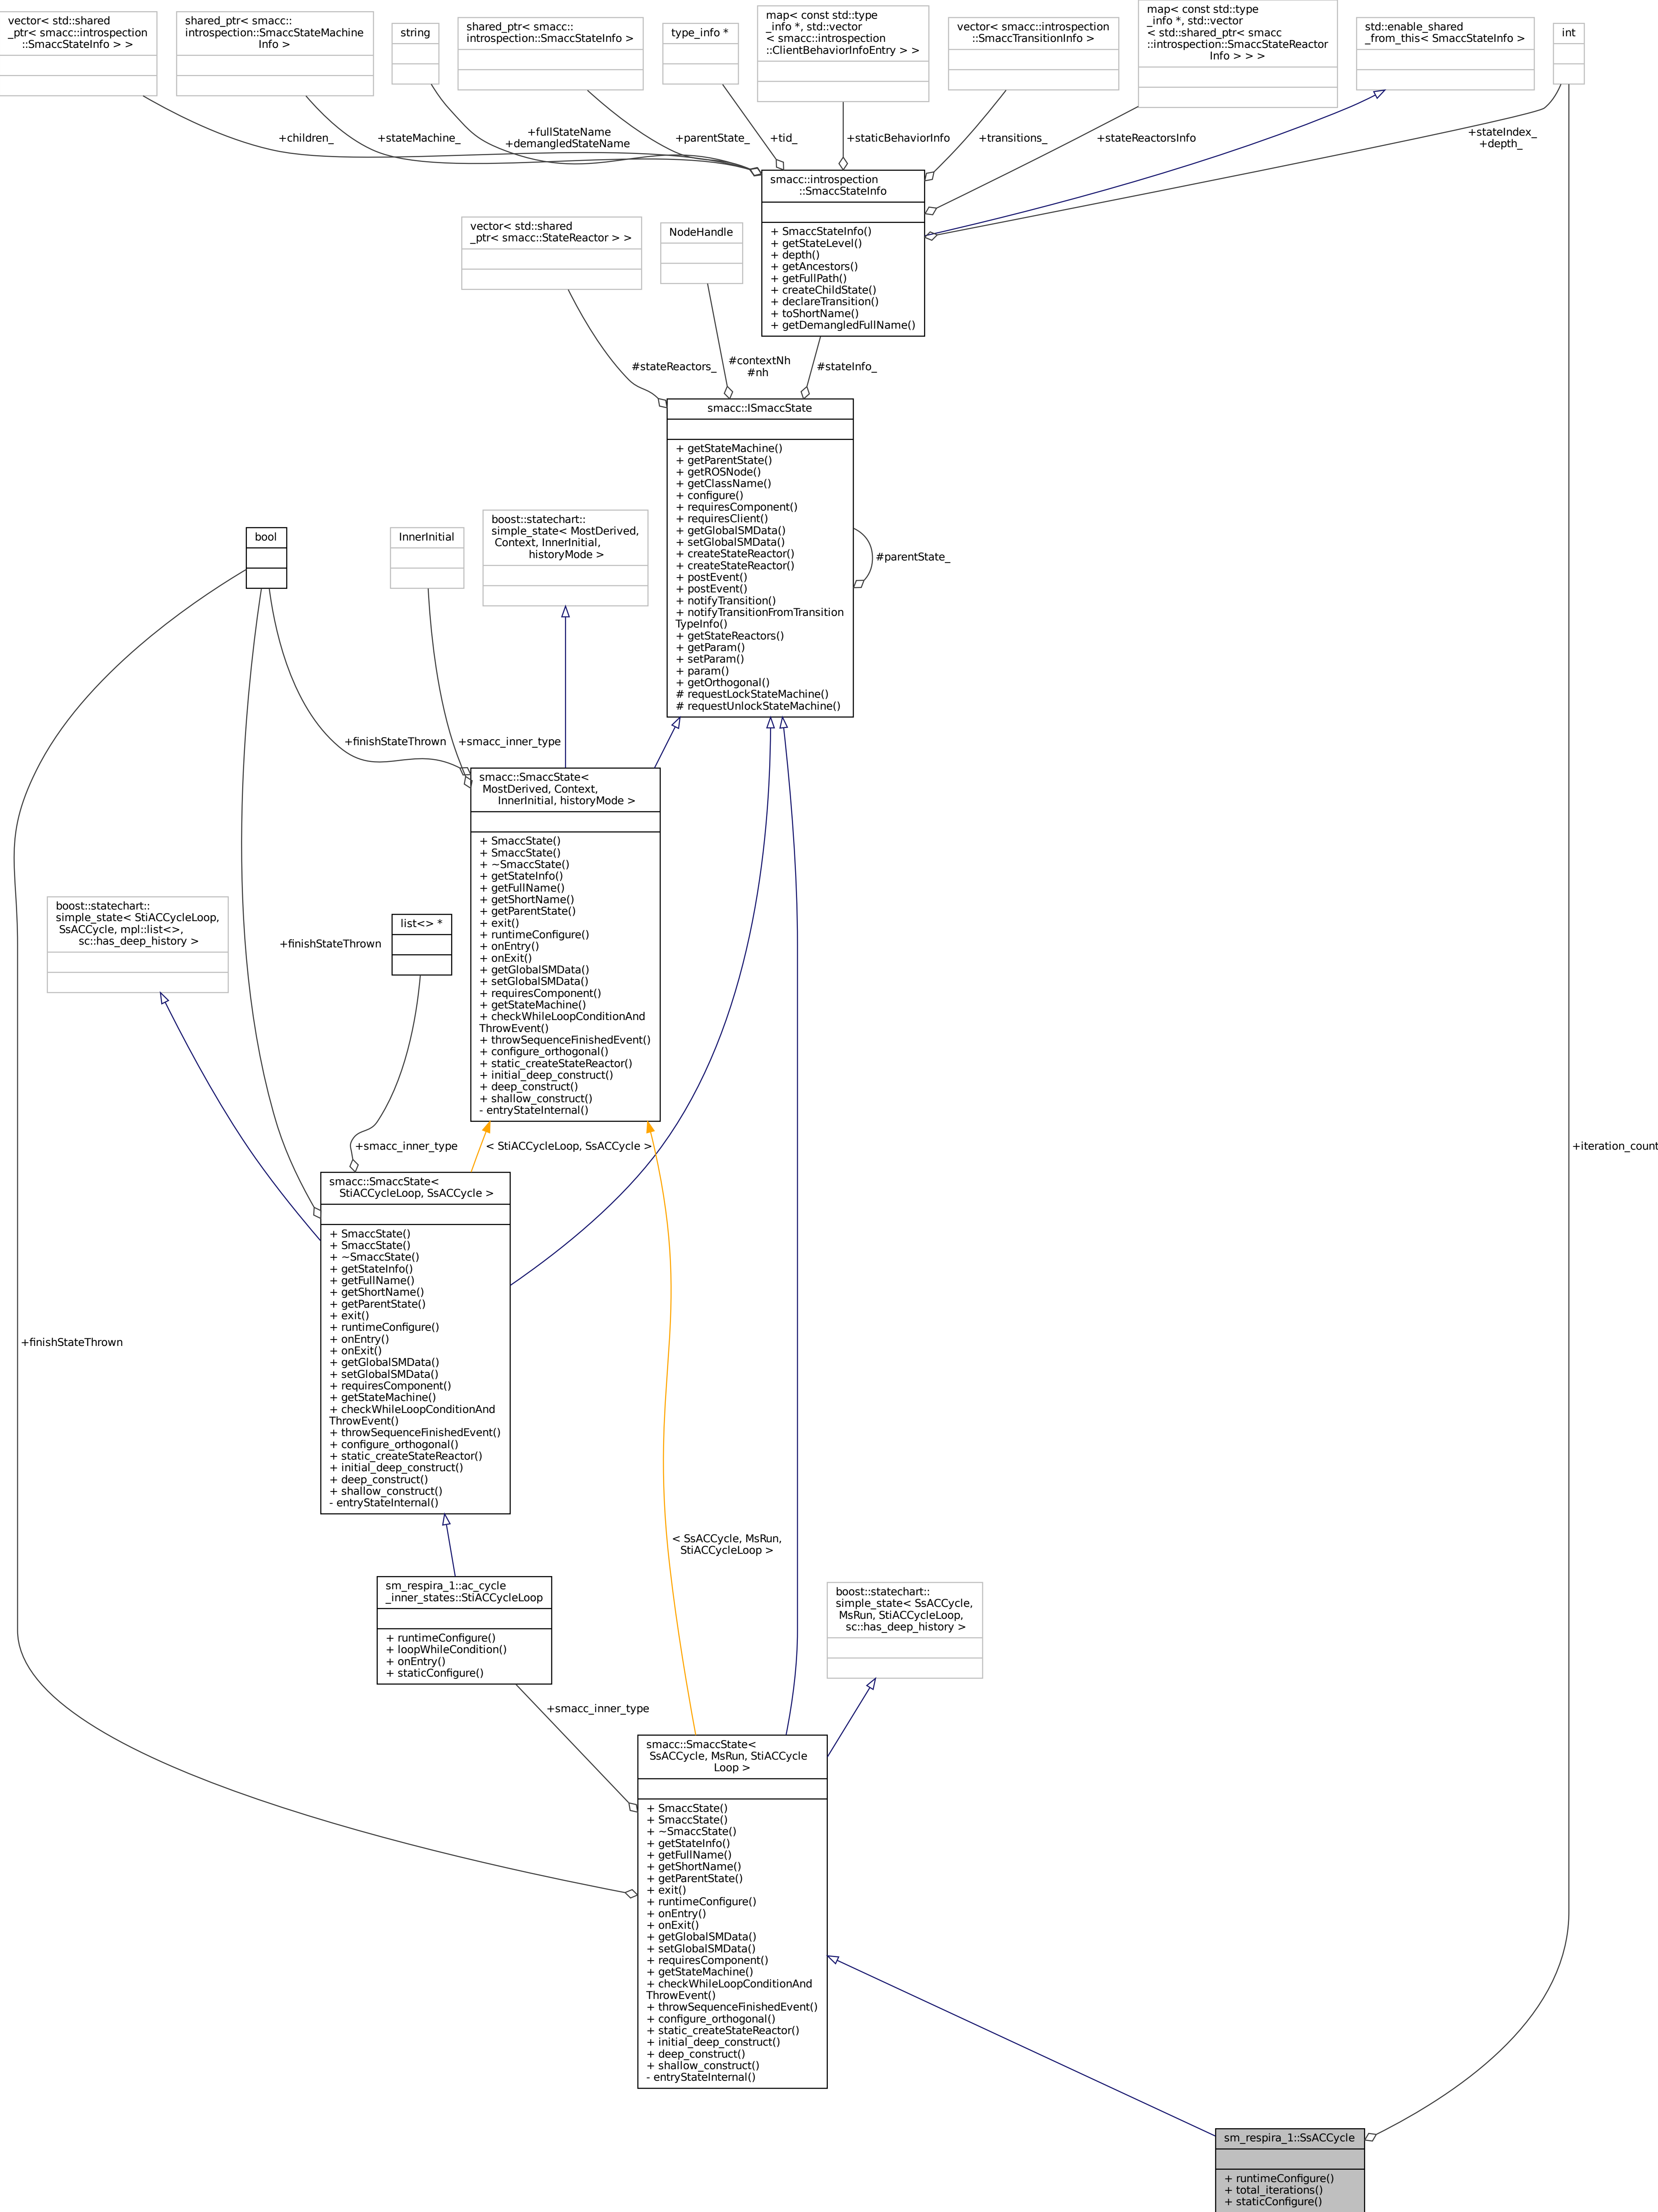 vector< std::shared
_ptr< smacc::introspection
::SmaccStateInfo > >
shared_ptr< smacc::
introspection::SmaccStateMachine
Info >
string
shared_ptr< smacc::
introspection::SmaccStateInfo >
type_info *
map< const std::type
_info *, std::vector
< smacc::introspection
::ClientBehaviorInfoEntry > >
vector< smacc::introspection
::SmaccTransitionInfo >
map< const std::type
_info *, std::vector
< std::shared_ptr< smacc
::introspection::SmaccStateReactor
Info > > >
std::enable_shared
_from_this< SmaccStateInfo >
int
+children_
+stateMachine_
+fullStateName
+demangledStateName
+parentState_
+tid_
+staticBehaviorInfo
+transitions_
+stateReactorsInfo
+stateIndex_
+depth_
smacc::introspection
::SmaccStateInfo
+ SmaccStateInfo()
+ getStateLevel()
+ depth()
+ getAncestors()
+ getFullPath()
+ createChildState()
+ declareTransition()
+ toShortName()
+ getDemangledFullName()
vector< std::shared
_ptr< smacc::StateReactor > >
NodeHandle
#stateReactors_
#contextNh
#nh
#stateInfo_
smacc::ISmaccState
+ getStateMachine()
+ getParentState()
+ getROSNode()
+ getClassName()
+ configure()
+ requiresComponent()
+ requiresClient()
+ getGlobalSMData()
+ setGlobalSMData()
+ createStateReactor()
+ createStateReactor()
+ postEvent()
+ postEvent()
+ notifyTransition()
+ notifyTransitionFromTransition
TypeInfo()
+ getStateReactors()
+ getParam()
+ setParam()
+ param()
+ getOrthogonal()
# requestLockStateMachine()
# requestUnlockStateMachine()
#parentState_
bool
InnerInitial
boost::statechart::
simple_state< MostDerived,
Context, InnerInitial,
historyMode >
+finishStateThrown
+smacc_inner_type
smacc::SmaccState<
MostDerived, Context,
InnerInitial, historyMode >
+ SmaccState()
+ SmaccState()
+ ~SmaccState()
+ getStateInfo()
+ getFullName()
+ getShortName()
+ getParentState()
+ exit()
+ runtimeConfigure()
+ onEntry()
+ onExit()
+ getGlobalSMData()
+ setGlobalSMData()
+ requiresComponent()
+ getStateMachine()
+ checkWhileLoopConditionAnd
ThrowEvent()
+ throwSequenceFinishedEvent()
+ configure_orthogonal()
+ static_createStateReactor()
+ initial_deep_construct()
+ deep_construct()
+ shallow_construct()
- entryStateInternal()
boost::statechart::
simple_state< StiACCycleLoop,
SsACCycle, mpl::list<>,
sc::has_deep_history >
+finishStateThrown
list<> *
+smacc_inner_type
< StiACCycleLoop, SsACCycle >
+iteration_count
smacc::SmaccState<
StiACCycleLoop, SsACCycle >
+ SmaccState()
+ SmaccState()
+ ~SmaccState()
+ getStateInfo()
+ getFullName()
+ getShortName()
+ getParentState()
+ exit()
+ runtimeConfigure()
+ onEntry()
+ onExit()
+ getGlobalSMData()
+ setGlobalSMData()
+ requiresComponent()
+ getStateMachine()
+ checkWhileLoopConditionAnd
ThrowEvent()
+ throwSequenceFinishedEvent()
+ configure_orthogonal()
+ static_createStateReactor()
+ initial_deep_construct()
+ deep_construct()
+ shallow_construct()
- entryStateInternal()
+finishStateThrown
< SsACCycle, MsRun,
StiACCycleLoop >
sm_respira_1::ac_cycle
_inner_states::StiACCycleLoop
+ runtimeConfigure()
+ loopWhileCondition()
+ onEntry()
+ staticConfigure()
boost::statechart::
simple_state< SsACCycle,
MsRun, StiACCycleLoop,
sc::has_deep_history >
+smacc_inner_type
smacc::SmaccState<
SsACCycle, MsRun, StiACCycle
Loop >
+ SmaccState()
+ SmaccState()
+ ~SmaccState()
+ getStateInfo()
+ getFullName()
+ getShortName()
+ getParentState()
+ exit()
+ runtimeConfigure()
+ onEntry()
+ onExit()
+ getGlobalSMData()
+ setGlobalSMData()
+ requiresComponent()
+ getStateMachine()
+ checkWhileLoopConditionAnd
ThrowEvent()
+ throwSequenceFinishedEvent()
+ configure_orthogonal()
+ static_createStateReactor()
+ initial_deep_construct()
+ deep_construct()
+ shallow_construct()
- entryStateInternal()
sm_respira_1::SsACCycle
+ runtimeConfigure()
+ total_iterations()
+ staticConfigure()